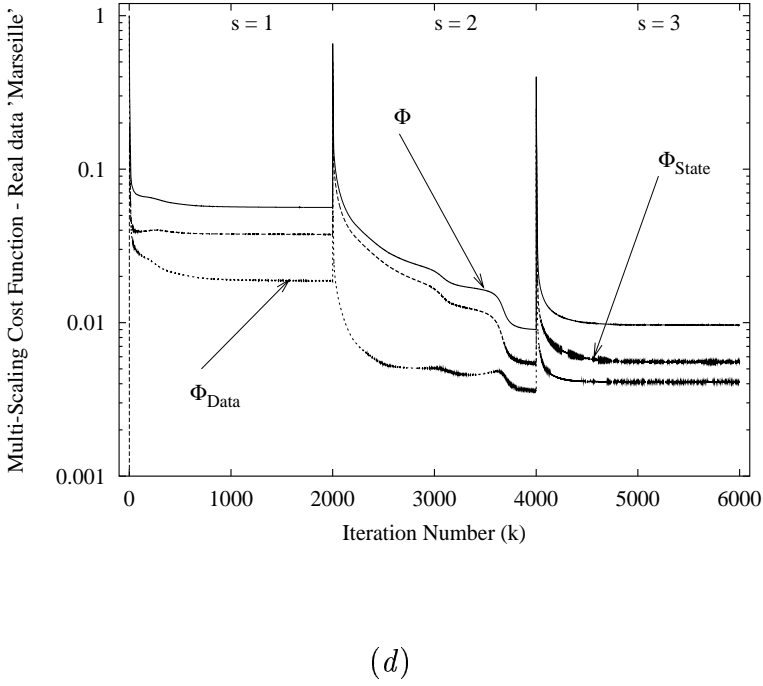 Multi-Scaling Cost Function - Real data 'Marseille'
1
0.1
0.01
0.001
s = 1
s = 2
s = 3
Φ
Φ_State
Φ_Data
0
1000
2000
3000
4000
5000
6000
Iteration Number (k)
(d)